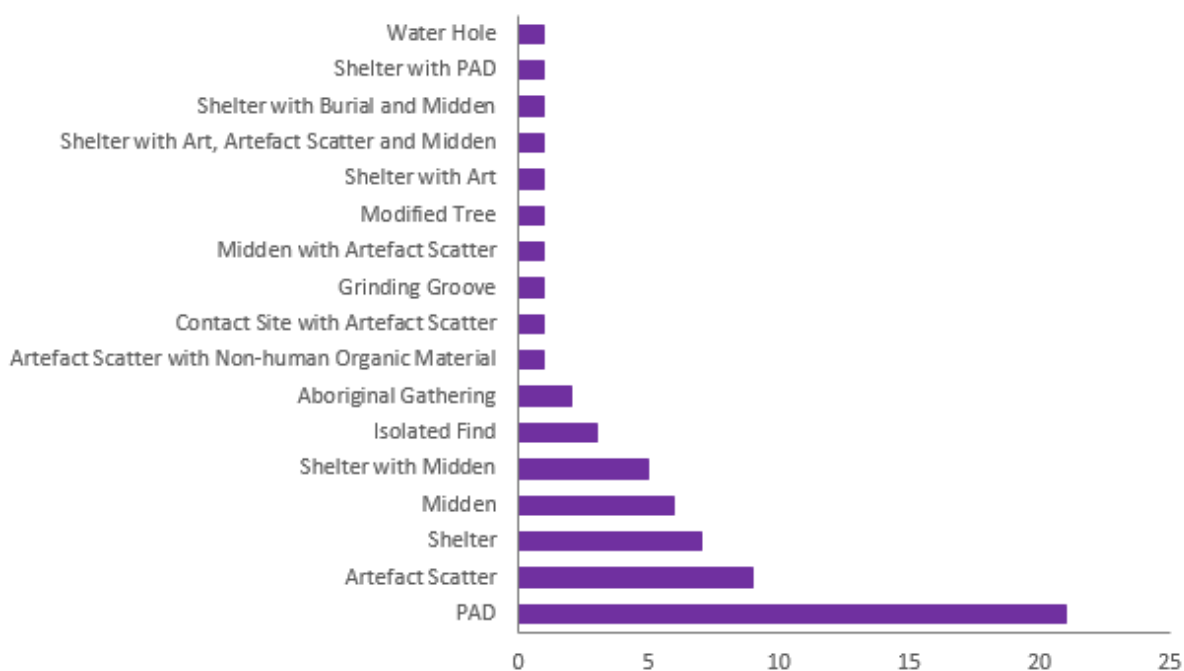 Water Hole
Shelter with PAD
Shelter with Burial and Midden
Shelter with Art, Artefact Scatter and Midden
Shelter with Art
Modified Tree
Midden with Artefact Scatter
Grinding Groove
Contact Site with Artefact Scatter
Artefact Scatter with Non-human Organic Material
Aboriginal Gathering
Isolated Find
Shelter with Midden
Midden
Shelter
Artefact Scatter
PAD
0 5 10 15 20 25